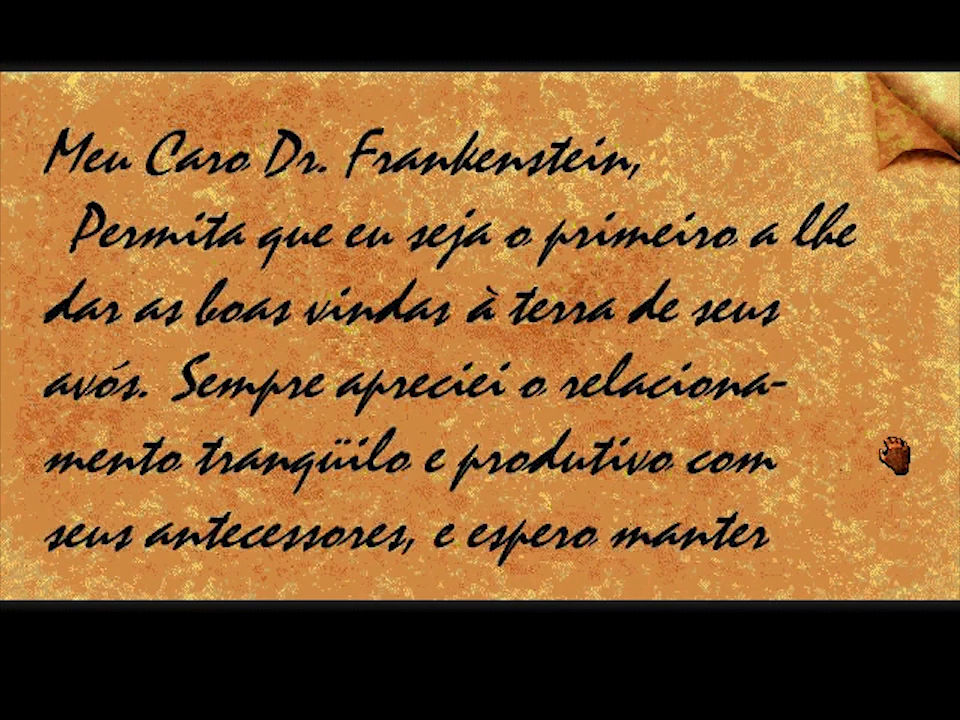 Meu Caro Dr. Frankenstein,
Permita que eu seja o primeiro a lhe
dar as boas vindas à terra de seus
avós. Sempre apreciei o relaciona-
mento tranqüilo e produtivo com
seus antecessores, e espero manter